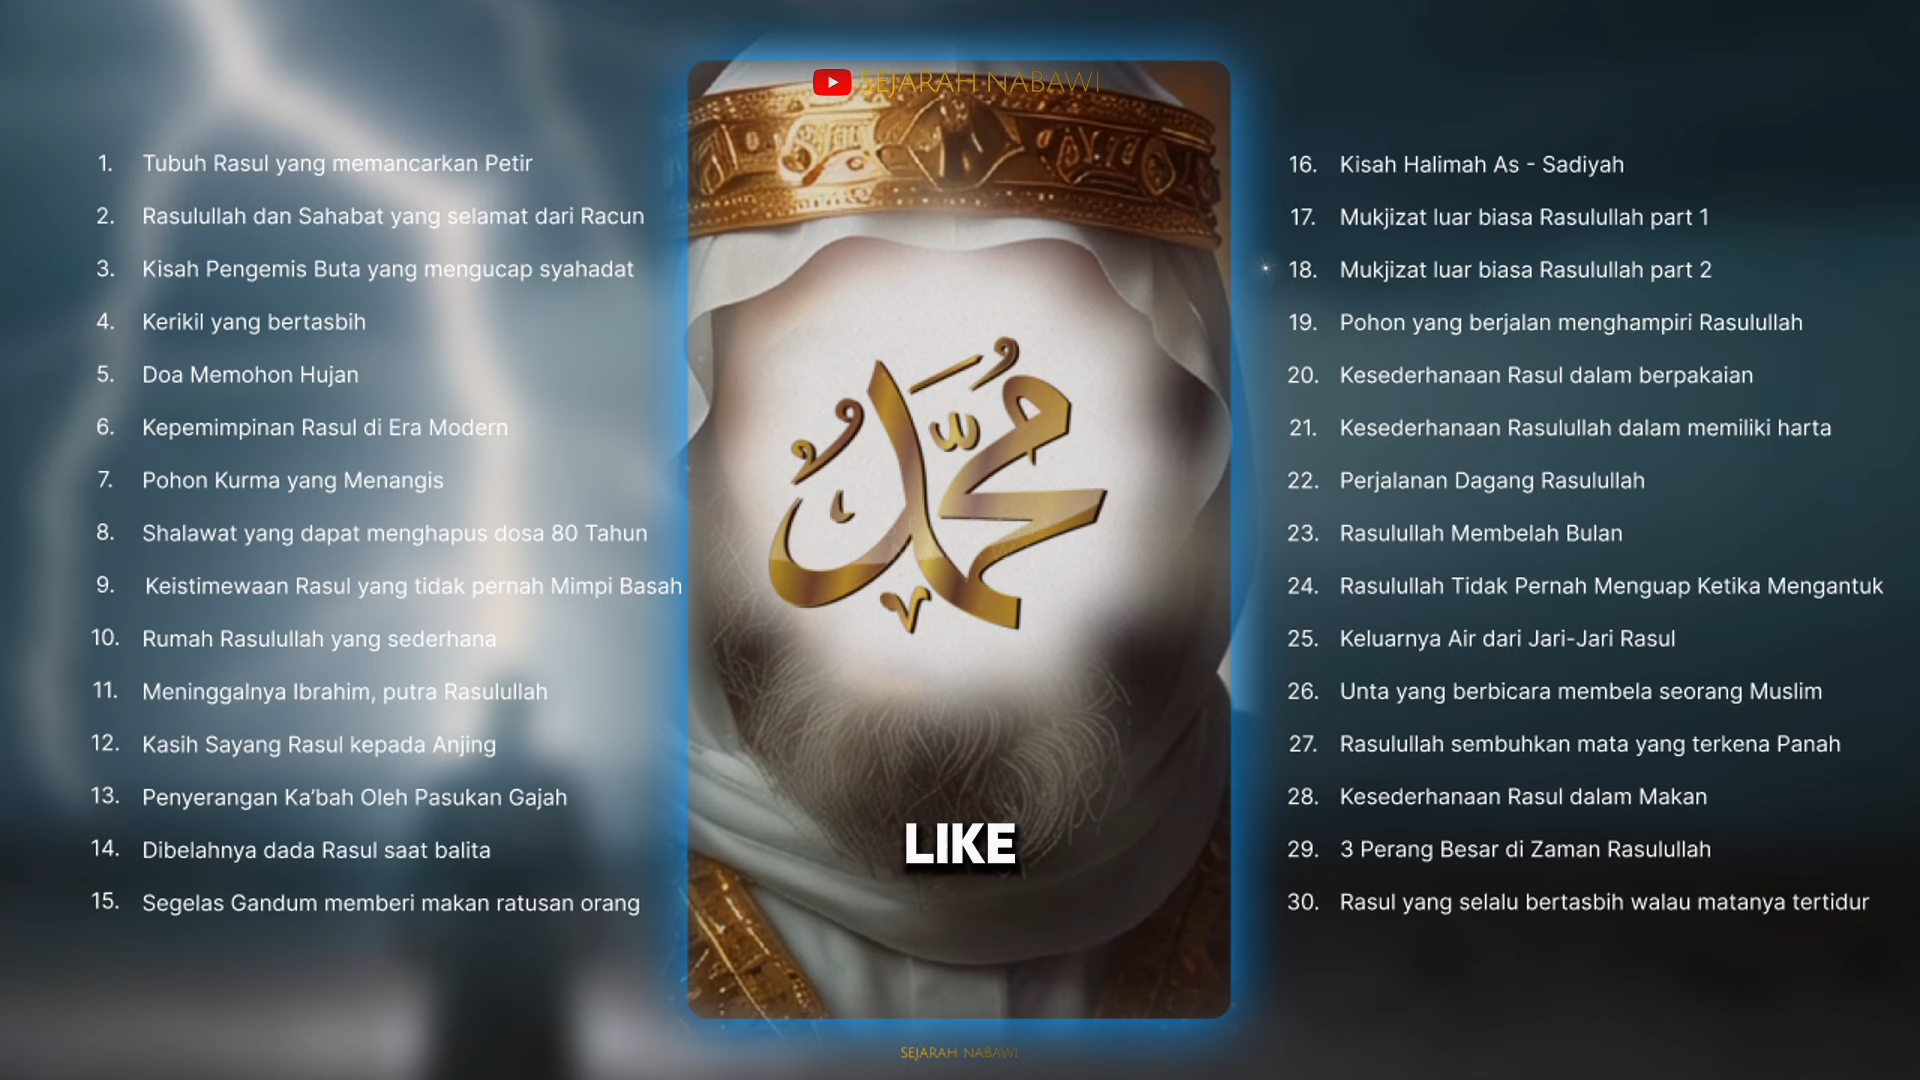 SEJARAH NABAWI
1. Tubuh Rasul yang memancarkan Petir
2. Rasulullah dan Sahabat yang selamat dari Racun
3. Kisah Pengemis Buta yang mengucap syahadat
4. Kerikil yang bertasbih
5. Doa Memohon Hujan
6. Kepemimpinan Rasul di Era Modern
7. Pohon Kurma yang Menangis
8. Shalawat yang dapat menghapus dosa 80 Tahun
9. Keistimewaan Rasul yang tidak pernah Mimpi Basah
10. Rumah Rasulullah yang sederhana
11. Meninggalnya Ibrahim, putra Rasulullah
12. Kasih Sayang Rasul kepada Anjing
13. Penyerangan Ka’bah Oleh Pasukan Gajah
14. Dibelahnya dada Rasul saat balita
15. Segelas Gandum memberi makan ratusan orang
محمد
LIKE
16. Kisah Halimah As - Sadiyah
17. Mukjizat luar biasa Rasulullah part 1
18. Mukjizat luar biasa Rasulullah part 2
19. Pohon yang berjalan menghampiri Rasulullah
20. Kesederhanaan Rasul dalam berpakaian
21. Kesederhanaan Rasulullah dalam memiliki harta
22. Perjalanan Dagang Rasulullah
23. Rasulullah Membelah Bulan
24. Rasulullah Tidak Pernah Menguap Ketika Mengantuk
25. Keluarnya Air dari Jari-Jari Rasul
26. Unta yang berbicara membela seorang Muslim
27. Rasulullah sembuhkan mata yang terkena Panah
28. Kesederhanaan Rasul dalam Makan
29. 3 Perang Besar di Zaman Rasulullah
30. Rasul yang selalu bertasbih walau matanya tertidur
SEJARAH NABAWI